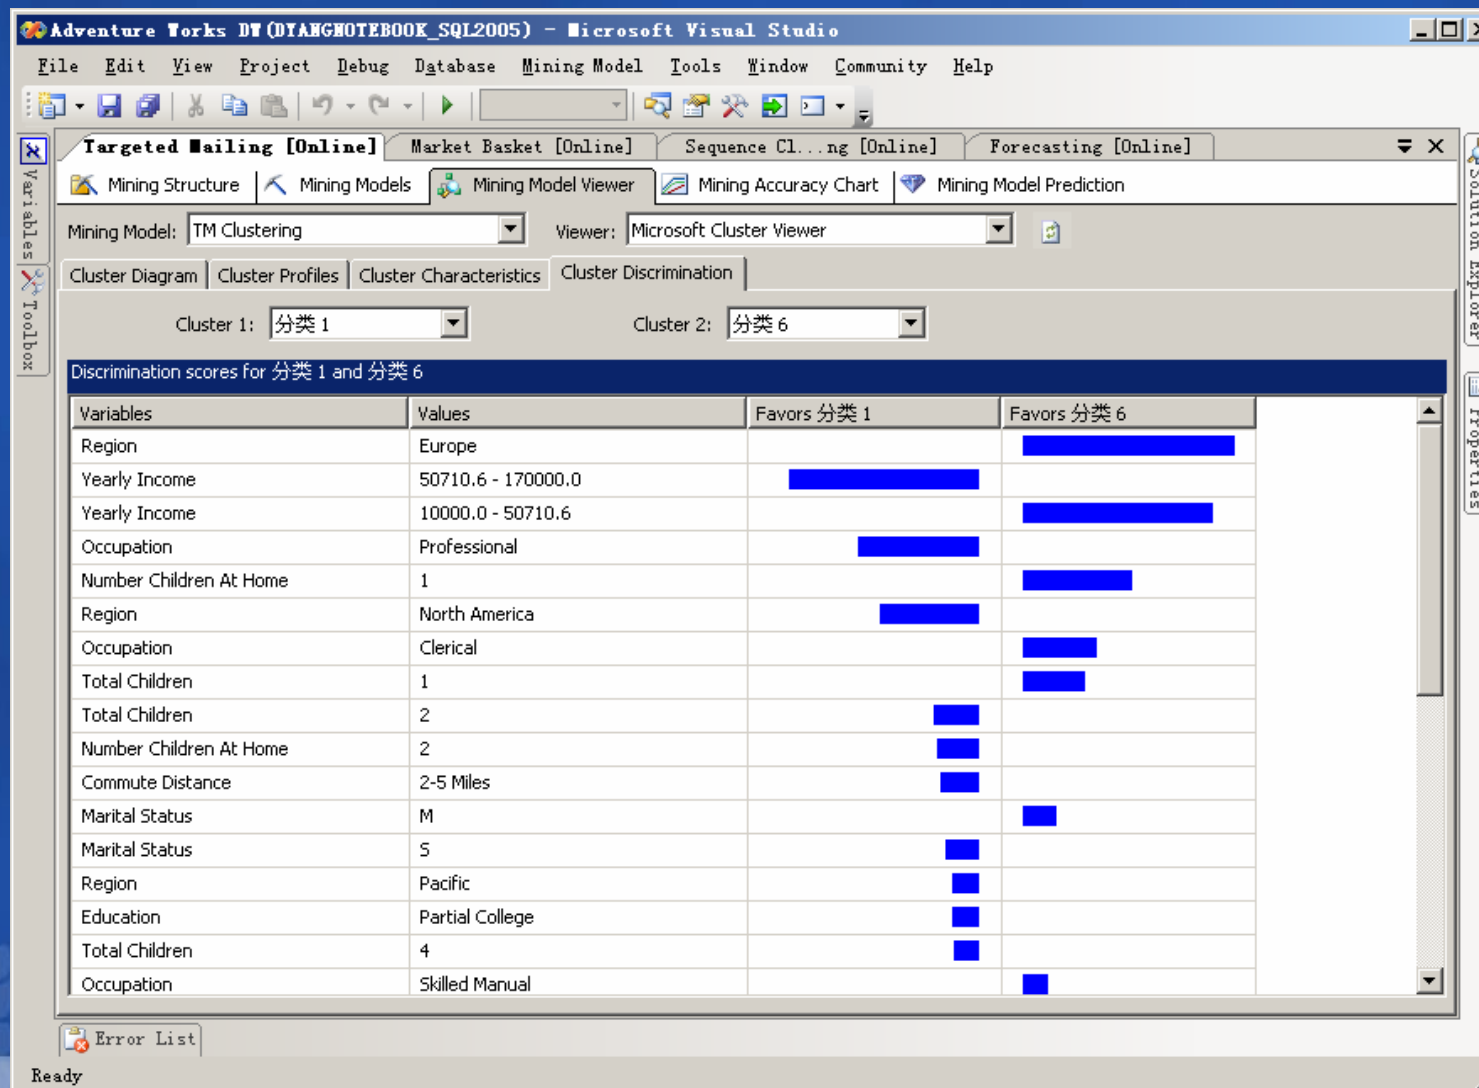 Adventure Works DW(DYANGNOTEBOOK_SQL2005) - Microsoft Visual Studio
File Edit View Project Debug Database Mining Model Tools Window Community Help
Targeted Mailing [Online] Market Basket [Online] Sequence Cl...ng [Online] Forecasting [Online]
Mining Structure Mining Models Mining Model Viewer Mining Accuracy Chart Mining Model Prediction
Mining Model: TM Clustering Viewer: Microsoft Cluster Viewer
Cluster Diagram Cluster Profiles Cluster Characteristics Cluster Discrimination
Cluster 1: 分类 1 Cluster 2: 分类 6
Discrimination scores for 分类 1 and 分类 6
Variables Values Favors 分类 1 Favors 分类 6
Region Europe
Yearly Income 50710.6 - 170000.0
Yearly Income 10000.0 - 50710.6
Occupation Professional
Number Children At Home 1
Region North America
Occupation Clerical
Total Children 1
Total Children 2
Number Children At Home 2
Commute Distance 2-5 Miles
Marital Status M
Marital Status S
Region Pacific
Education Partial College
Total Children 4
Occupation Skilled Manual
Variables
Toolbox
Solution Explorer
Properties
Error List
Ready